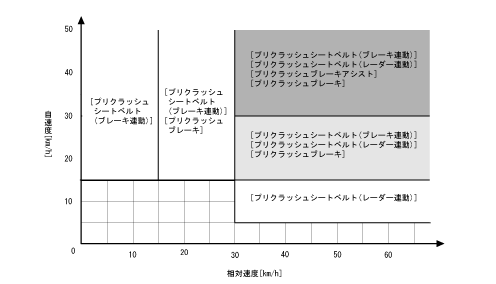 50
40
30
20
10
0
自速度[km/h]
[プリクラッシュ
シートベルト
(ブレーキ連動)]
[プリクラッシュ
シートベルト
(ブレーキ連動)]
[プリクラッシュ
ブレーキ]
[プリクラッシュシートベルト(ブレーキ連動)]
[プリクラッシュシートベルト(レーダー連動)]
[プリクラッシュブレーキアシスト]
[プリクラッシュブレーキ]
[プリクラッシュシートベルト(ブレーキ連動)]
[プリクラッシュシートベルト(レーダー連動)]
[プリクラッシュブレーキ]
[プリクラッシュシートベルト(レーダー連動)]
10
20
30
40
50
60
相対速度[km/h]